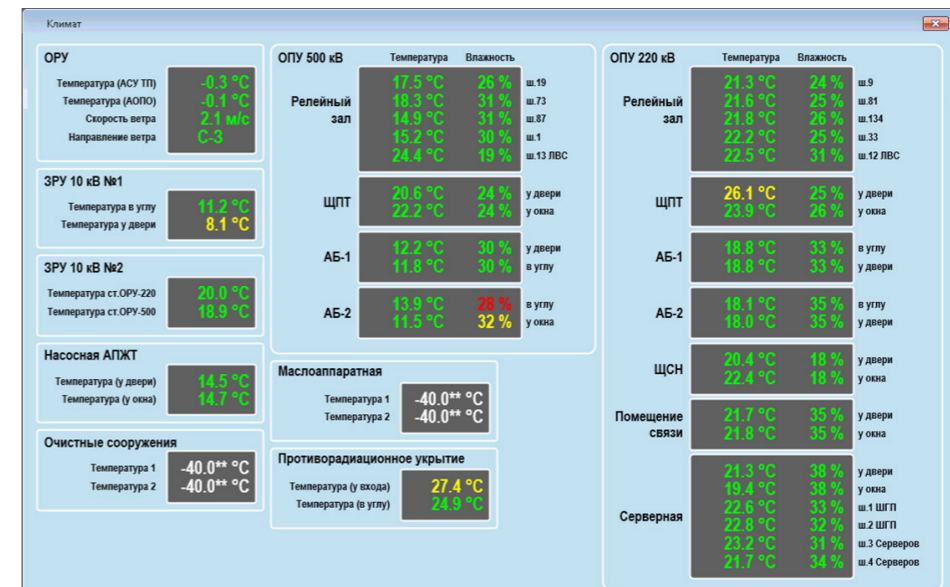 Климат
ОРУ
Температура (АСУ ТП) -0.3 °C
Температура (АОПО) -0.1 °C
Скорость ветра 2.1 м/с
Направление ветра С-З
ЗРУ 10 кВ №1
Температура в углу 11.2 °C
Температура у двери 8.1 °C
ЗРУ 10 кВ №2
Температура ст.ОРУ-220 20.0 °C
Температура ст.ОРУ-500 18.9 °C
Насосная АПЖТ
Температура (у двери) 14.5 °C
Температура (у окна) 14.7 °C
Очистные сооружения
Температура 1 -40.0** °C
Температура 2 -40.0** °C
ОПУ 500 кВ Температура Влажность
Релейный зал
17.5 °C 26 % ш.19
18.3 °C 31 % ш.73
14.9 °C 31 % ш.87
15.2 °C 30 % ш.1
24.4 °C 19 % ш.13 ЛВС
ЩПТ
20.6 °C 24 % у двери
22.2 °C 24 % у окна
АБ-1
12.2 °C 30 % у двери
11.8 °C 30 % в углу
АБ-2
13.9 °C 28 % в углу
11.5 °C 32 % у окна
Маслоаппаратная
Температура 1 -40.0** °C
Температура 2 -40.0** °C
Противорадиационное укрытие
Температура (у входа) 27.4 °C
Температура (в углу) 24.9 °C
ОПУ 220 кВ Температура Влажность
Релейный зал
21.3 °C 24 % ш.9
21.6 °C 25 % ш.81
21.8 °C 26 % ш.134
22.2 °C 25 % ш.33
22.5 °C 31 % ш.12 ЛВС
ЩПТ
26.1 °C 25 % у двери
23.9 °C 26 % у окна
АБ-1
18.8 °C 33 % в углу
18.8 °C 33 % у двери
АБ-2
18.1 °C 35 % в углу
18.0 °C 35 % у двери
ЩСН
20.4 °C 18 % у двери
22.4 °C 18 % у окна
Помещение связи
21.7 °C 35 % у двери
21.8 °C 35 % у окна
Серверная
21.3 °C 38 % у двери
19.4 °C 38 % у окна
22.6 °C 33 % ш.1 ШГП
22.8 °C 32 % ш.2 ШГП
23.2 °C 31 % ш.3 Серверов
21.7 °C 34 % ш.4 Серверов